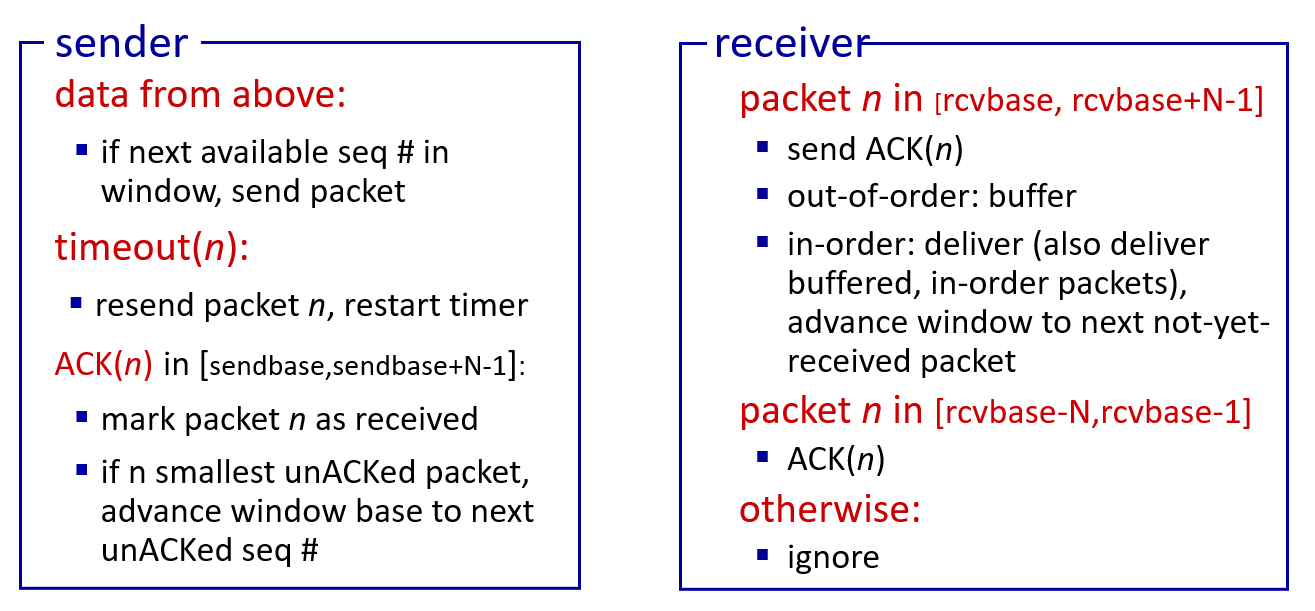 sender
data from above:
▪ if next available seq # in
window, send packet
timeout(n):
▪ resend packet n, restart timer
ACK(n) in [sendbase,sendbase+N-1]:
▪ mark packet n as received
▪ if n smallest unACKed packet,
advance window base to next
unACKed seq #
receiver
packet n in [rcvbase, rcvbase+N-1]
▪ send ACK(n)
▪ out-of-order: buffer
▪ in-order: deliver (also deliver
buffered, in-order packets),
advance window to next not-yet-
received packet
packet n in [rcvbase-N,rcvbase-1]
▪ ACK(n)
otherwise:
▪ ignore